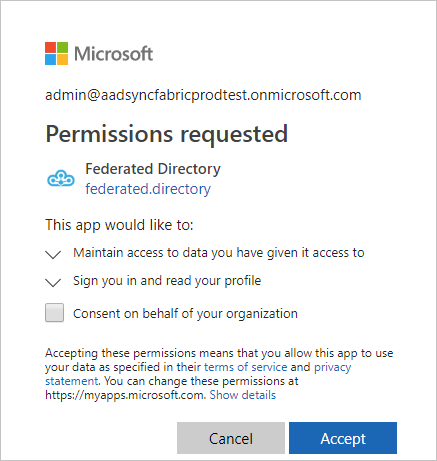 Microsoft
admin@aadsyncfabricprodtest.onmicrosoft.com
Permissions requested
Federated Directory
federated.directory
This app would like to:
Maintain access to data you have given it access to
Sign you in and read your profile
Consent on behalf of your organization
Accepting these permissions means that you allow this app to use
your data as specified in their terms of service and privacy
statement. You can change these permissions at
https://myapps.microsoft.com. Show details
Cancel
Accept